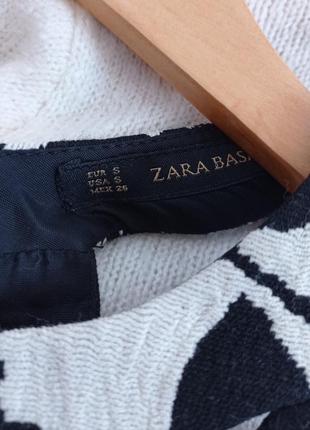 EUR S
USA S
MEX 26
ZARA BAS